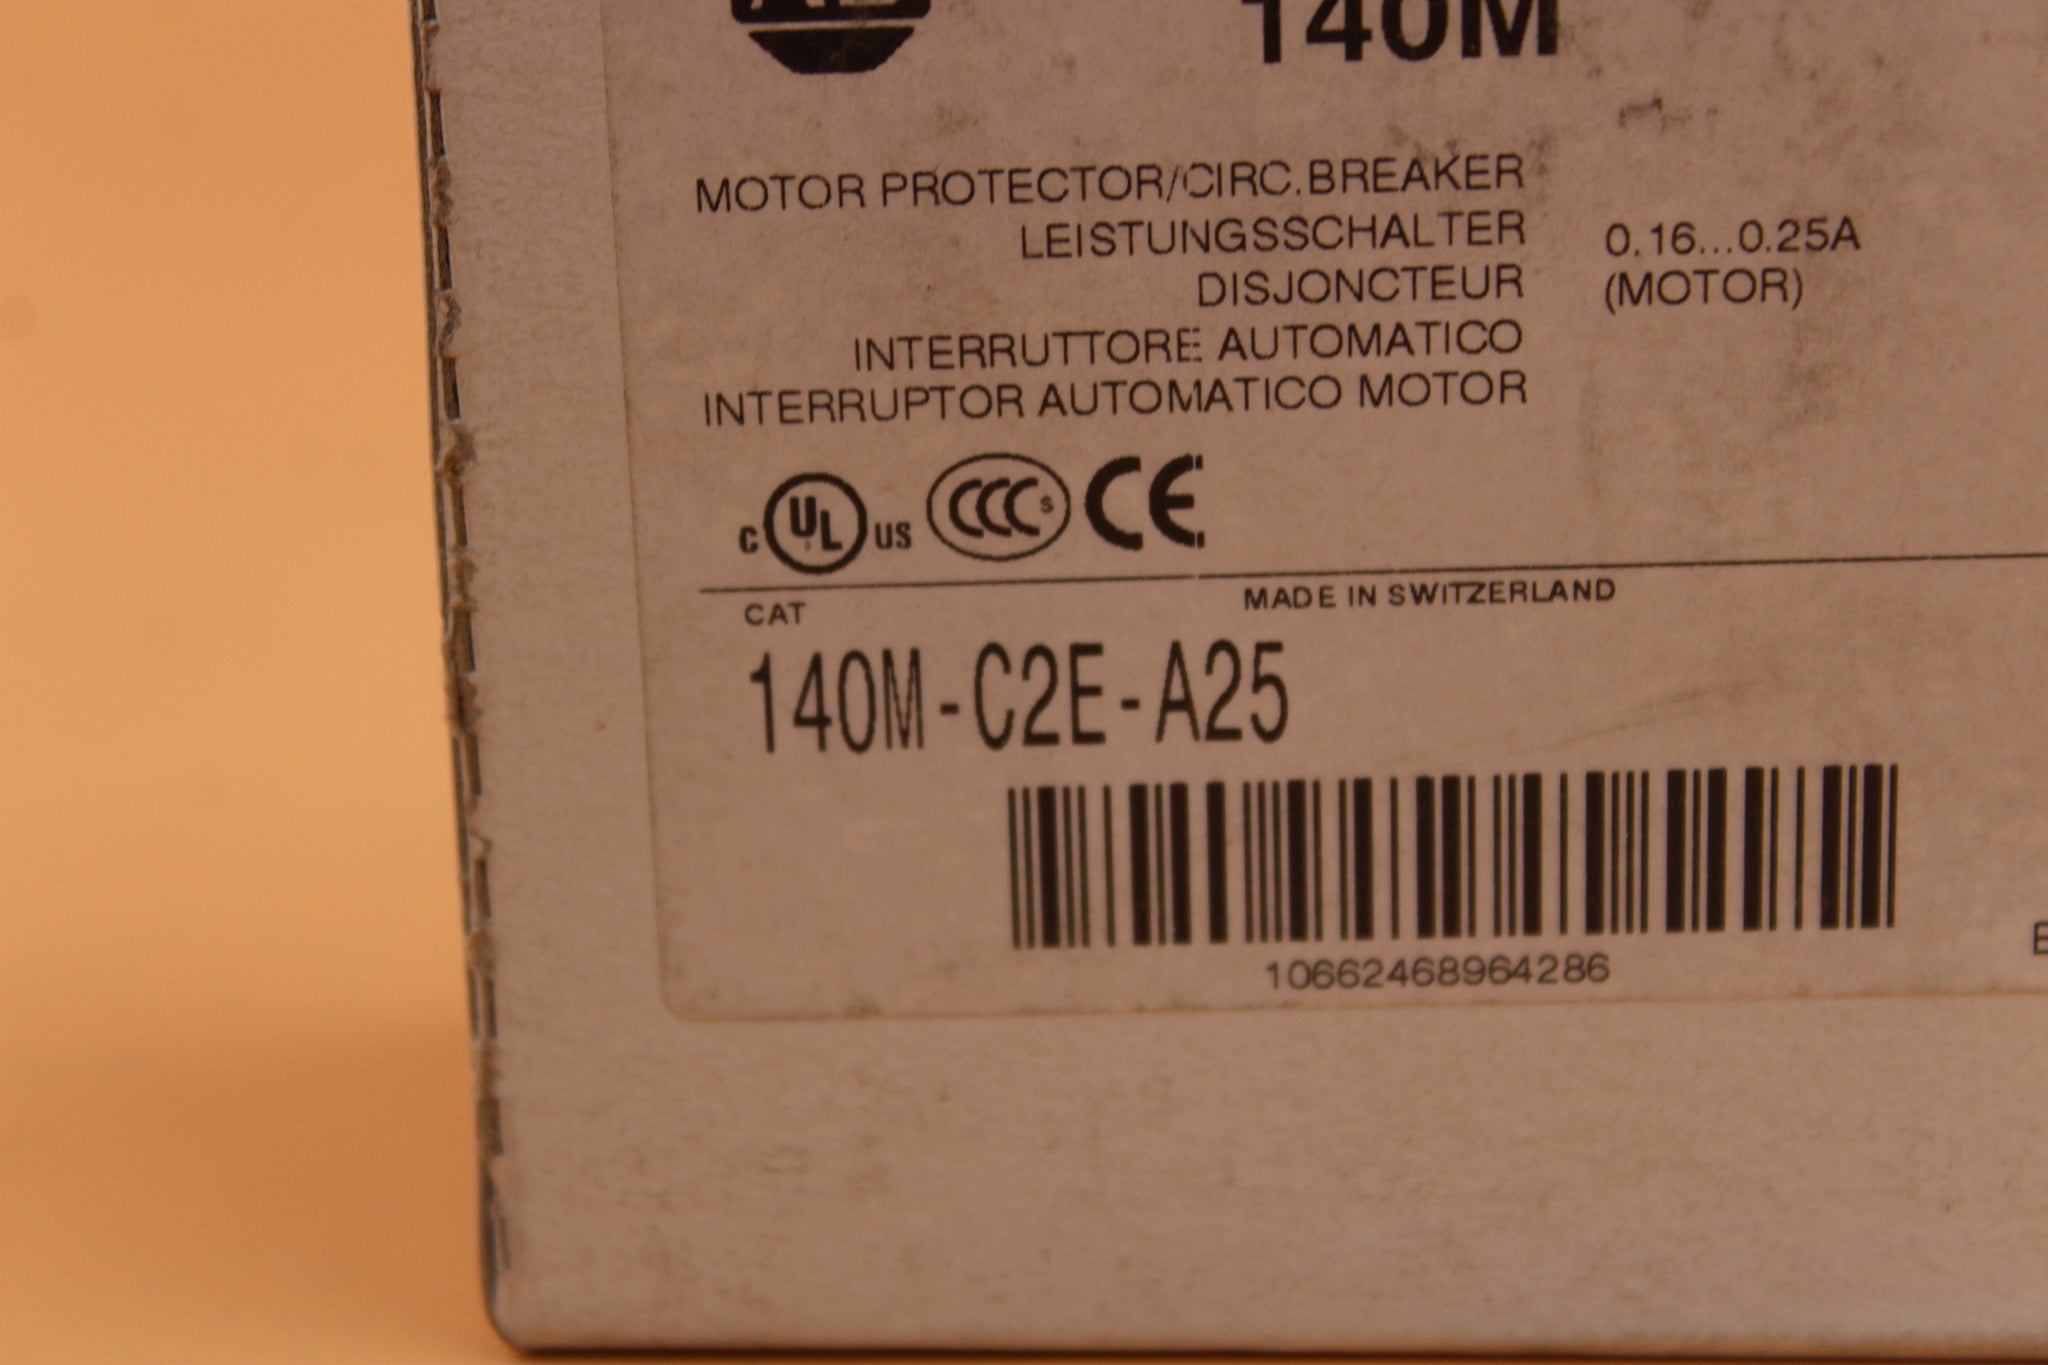 AB
140M
MOTOR PROTECTOR/CIRC.BREAKER
LEISTUNGSSCHALTER
DISJONCTEUR
INTERRUTTORE AUTOMATICO
INTERRUPTOR AUTOMATICO MOTOR
0.16...0.25A
(MOTOR)
C UL US CCC S CE
MADE IN SWITZERLAND
CAT
140M-C2E-A25
10662468964286